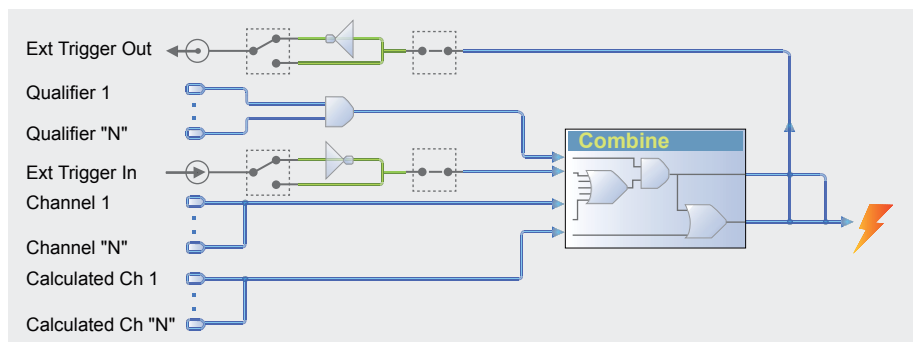 Ext Trigger Out
Qualifier 1
Qualifier "N"
Ext Trigger In
Channel 1
Channel "N"
Calculated Ch 1
Calculated Ch "N"
Combine